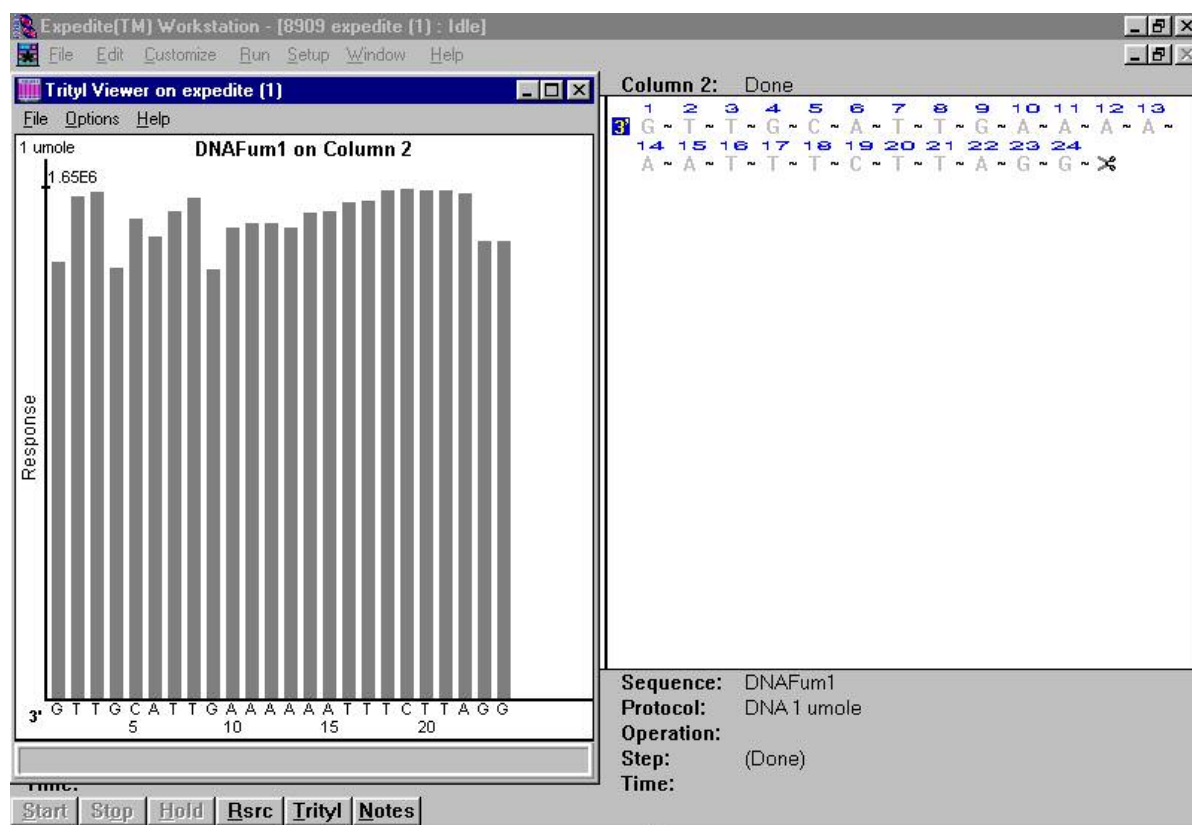 Expedite(TM) Workstation - [8909 expedite (1) : Idle]
File Edit Customize Run Setup Window Help
Trityl Viewer on expedite (1)
File Options Help
1 umole
DNAFum1 on Column 2
1.65E6
Response
3' G T T G C A T T G A A A A A A T T T C T T A G G
5 10 15 20
Column 2: Done
1 2 3 4 5 6 7 8 9 10 11 12 13
3' G ~ T ~ T ~ G ~ C ~ A ~ T ~ T ~ G ~ A ~ A ~ A ~ A ~
14 15 16 17 18 19 20 21 22 23 24
A ~ A ~ T ~ T ~ T ~ C ~ T ~ T ~ A ~ G ~ G ~
Sequence: DNAFum1
Protocol: DNA 1 umole
Operation:
Step: (Done)
Time:
Time:
Start Stop Hold Rsrc Trityl Notes